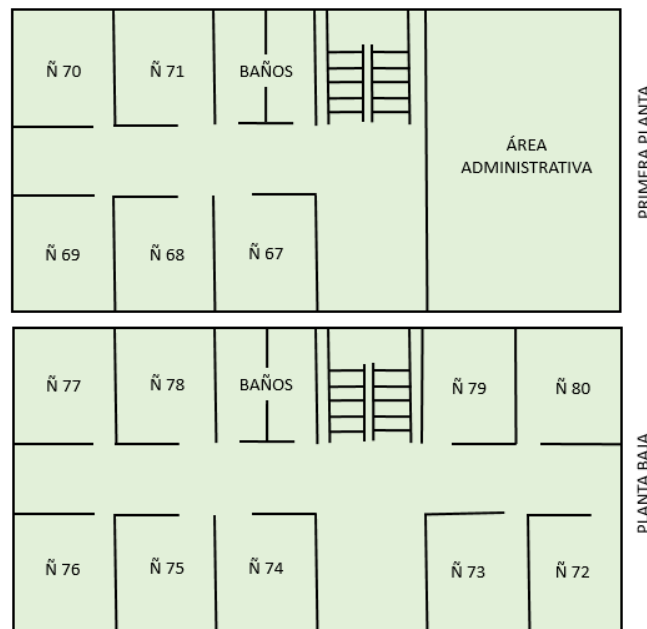 Ñ 70
Ñ 71
BAÑOS
ÁREA
ADMINISTRATIVA
Ñ 69
Ñ 68
Ñ 67
PRIMERA PLANTA
Ñ 77
Ñ 78
BAÑOS
Ñ 79
Ñ 80
Ñ 76
Ñ 75
Ñ 74
Ñ 73
Ñ 72
PLANTA BAJA